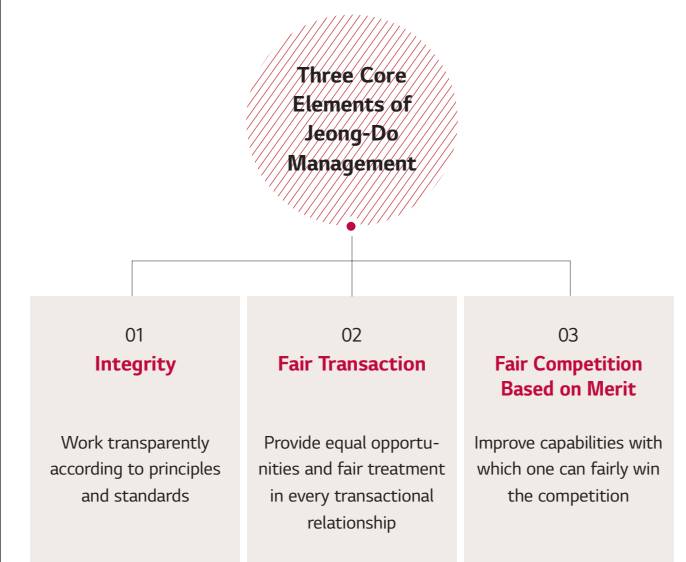 Three Core
Elements of
Jeong-Do
Management
01
Integrity
Work transparently
according to principles
and standards
02
Fair Transaction
Provide equal opportu-
nities and fair treatment
in every transactional
relationship
03
Fair Competition
Based on Merit
Improve capabilities with
which one can fairly win
the competition